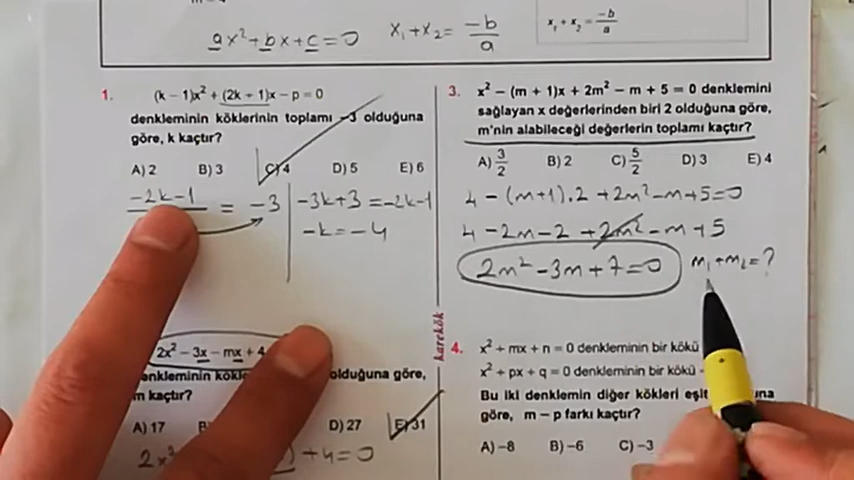 ax² + bx + c = 0
x₁ + x₂ = -b/a
x₁ + x₂ = -b/a
1. (k – 1)x² + (2k + 1)x – p = 0
denkleminin köklerinin toplamı –3 olduğuna
göre, k kaçtır?
A) 2 B) 3 C) 4 D) 5 E) 6
-2k-1 = -3
-3k+3 = -2k-1
-k = -4
2x² – 3x – mx + 4
olduğuna göre,
m kaçtır?
A) 17 D) 27 E) 31
+4=0
3. x² – (m + 1)x + 2m² – m + 5 = 0 denklemini
sağlayan x değerlerinden biri 2 olduğuna göre,
m'nin alabileceği değerlerin toplamı kaçtır?
A) 3/2 B) 2 C) 5/2 D) 3 E) 4
4 - (m+1).2 + 2m² - m + 5 = 0
4 - 2m - 2 + 2m² - m + 5
2m² - 3m + 7 = 0 m₁ + m₂ = ?
karekök
4. x² + mx + n = 0 denkleminin bir kökü
x² + px + q = 0 denkleminin bir kökü
Bu iki denklemin diğer kökleri eşit
göre, m – p farkı kaçtır?
A) –8 B) –6 C) –3